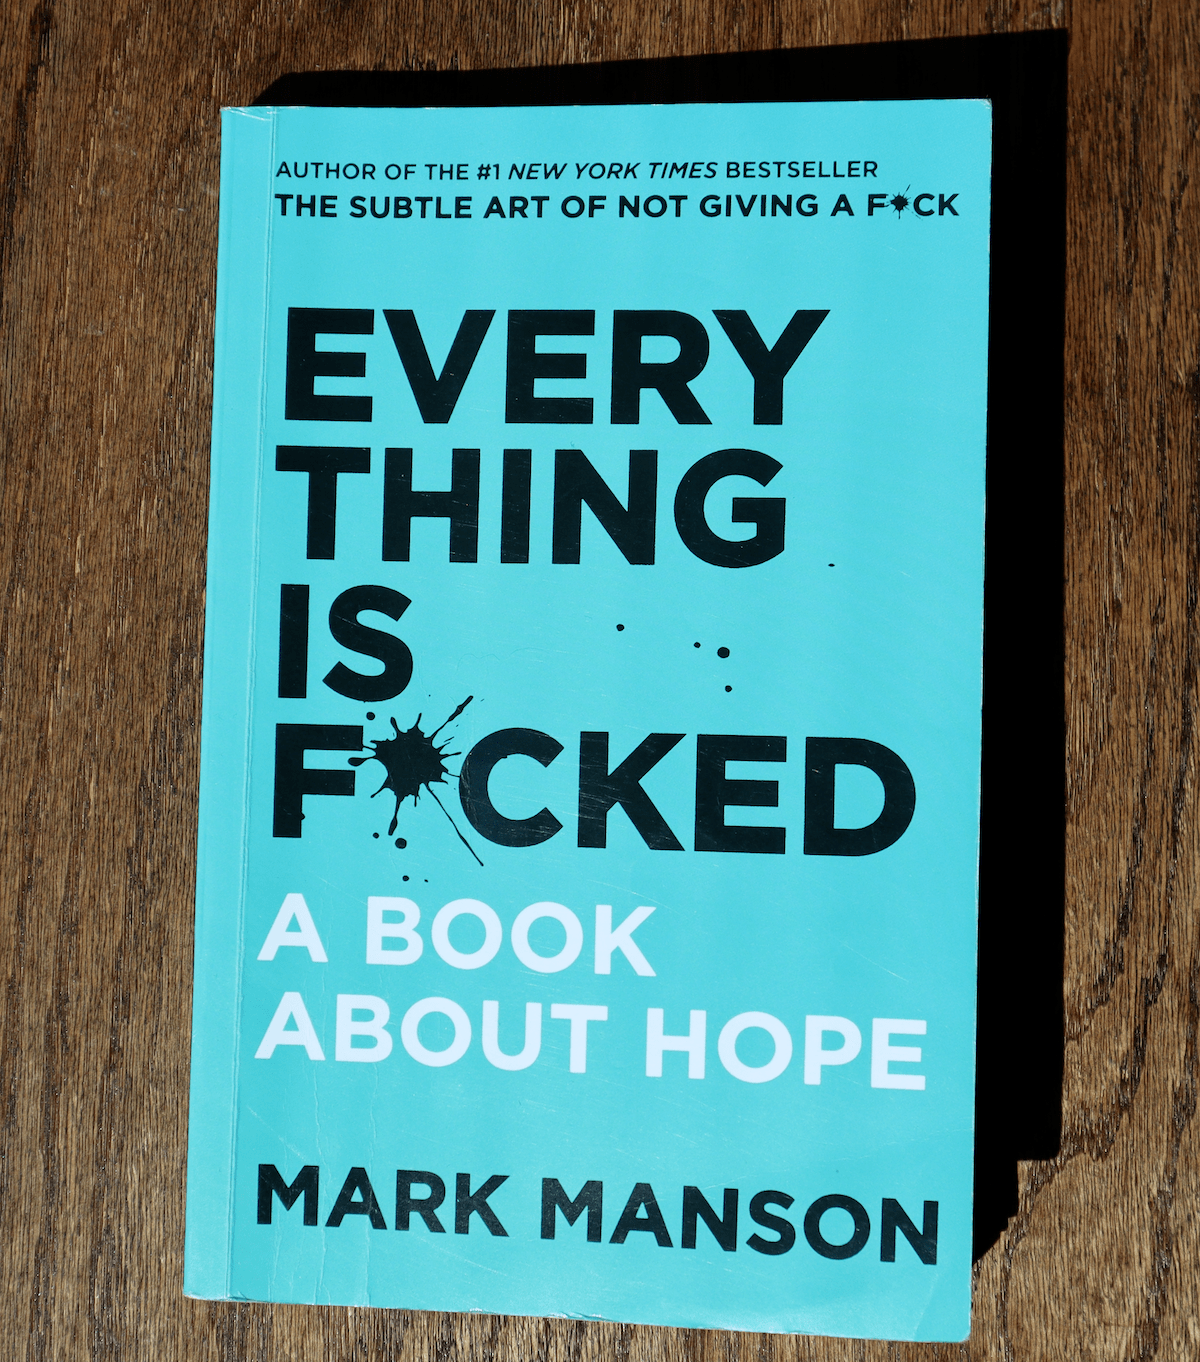 AUTHOR OF THE #1 NEW YORK TIMES BESTSELLER
THE SUBTLE ART OF NOT GIVING A F*CK
EVERY
THING
IS
F*CKED
A BOOK
ABOUT HOPE
MARK MANSON